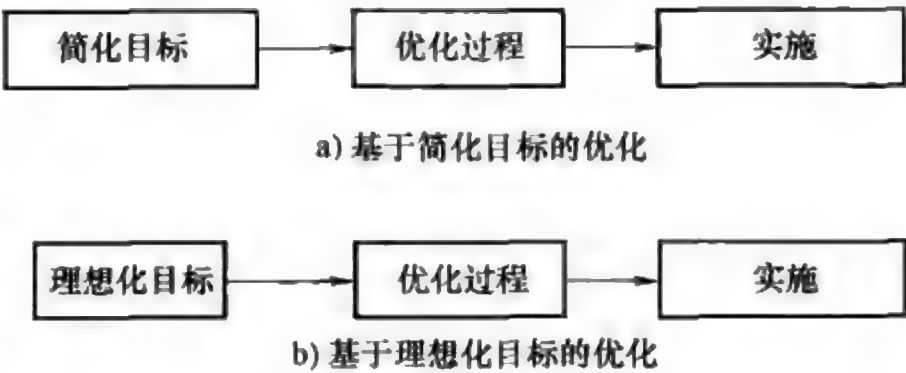 简化目标 优化过程 实施
a) 基于简化目标的优化
理想化目标 优化过程 实施
b) 基于理想化目标的优化